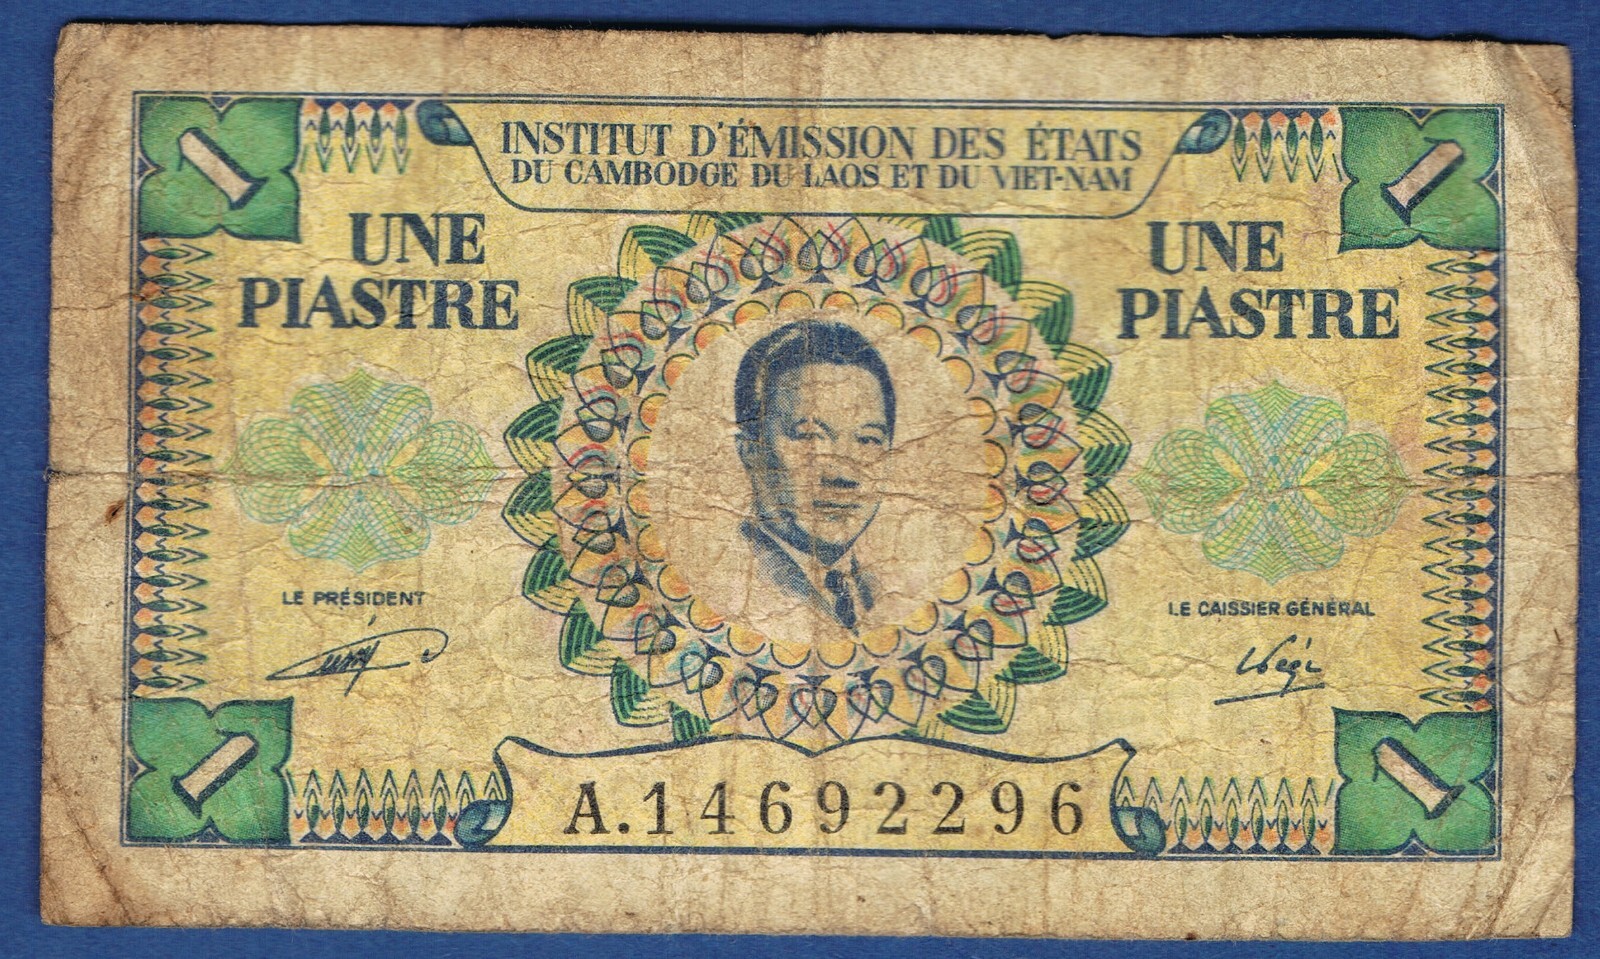 1
INSTITUT D'ÉMISSION DES ÉTATS
DU CAMBODGE DU LAOS ET DU VIET-NAM
1
UNE
PIASTRE
UNE
PIASTRE
LE PRÉSIDENT
LE CAISSIER GÉNÉRAL
1
A.14692296
1